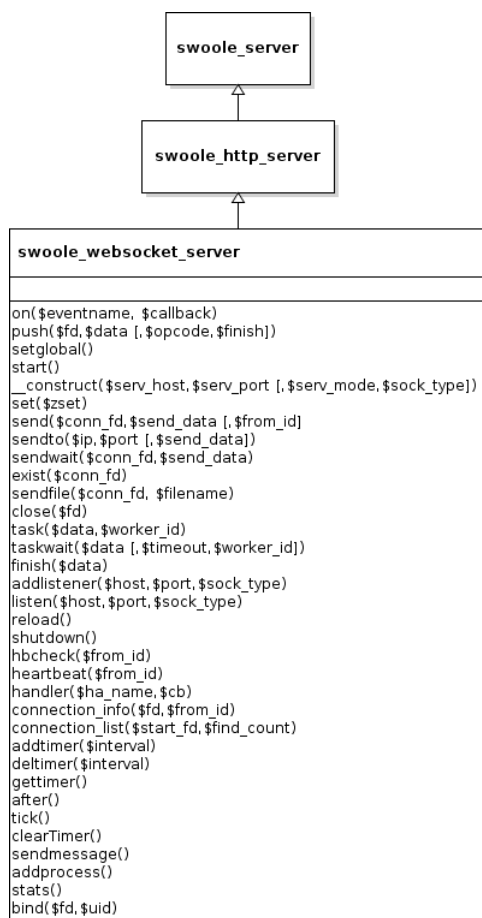 swoole_server
swoole_http_server
swoole_websocket_server
on($eventname, $callback)
push($fd,$data [,$opcode,$finish])
setglobal()
start()
__construct($serv_host,$serv_port [,$serv_mode,$sock_type])
set($zset)
send($conn_fd,$send_data [,$from_id]
sendto($ip,$port [,$send_data])
sendwait($conn_fd,$send_data)
exist($conn_fd)
sendfile($conn_fd, $filename)
close($fd)
task($data,$worker_id)
taskwait($data [,$timeout,$worker_id])
finish($data)
addlistener($host,$port,$sock_type)
listen($host,$port,$sock_type)
reload()
shutdown()
hbcheck($from_id)
heartbeat($from_id)
handler($ha_name,$cb)
connection_info($fd,$from_id)
connection_list($start_fd,$find_count)
addtimer($interval)
deltimer($interval)
gettimer()
after()
tick()
clearTimer()
sendmessage()
addprocess()
stats()
bind($fd,$uid)